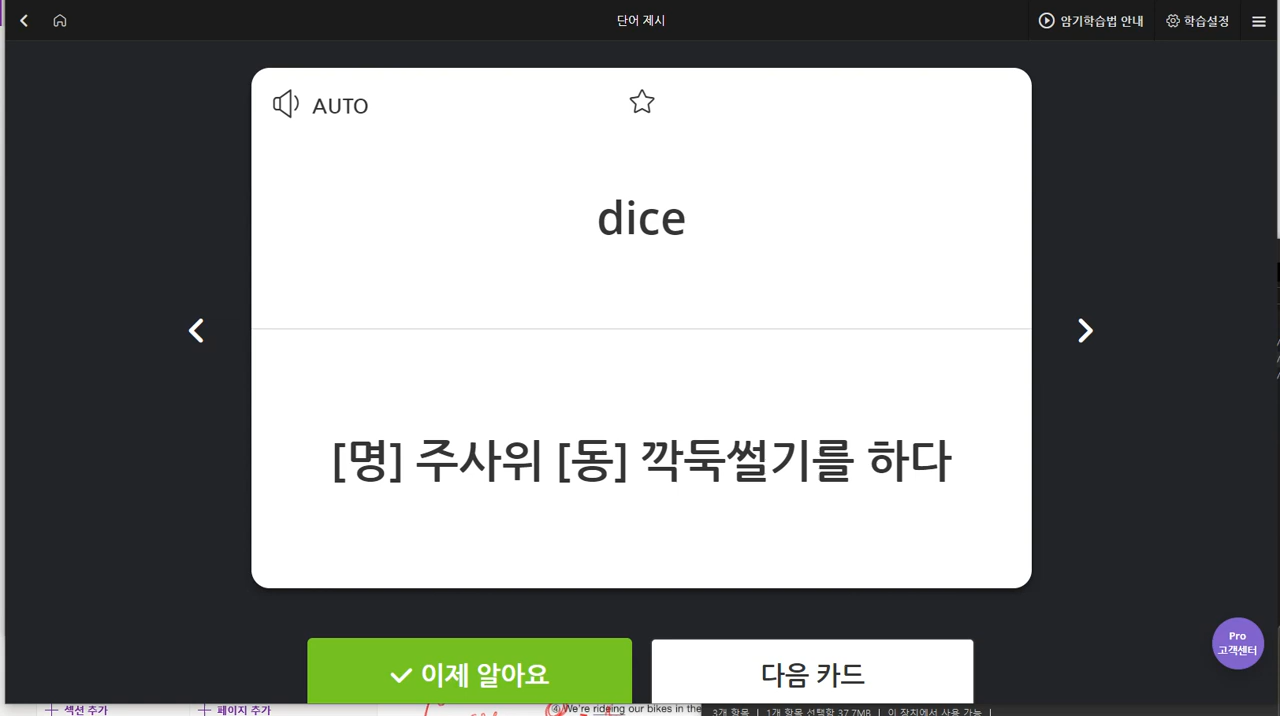 단어 제시
암기학습법 안내
학습설정
AUTO
dice
[명] 주사위 [동] 깍둑썰기를 하다
Pro
고객센터
이제 알아요
다음 카드
섹션 추가
페이지 추가
④ We're riding our bikes in the
3개 항목 | 1개 항목 선택함 37.7MB | 이 장치에서 사용 가능 |